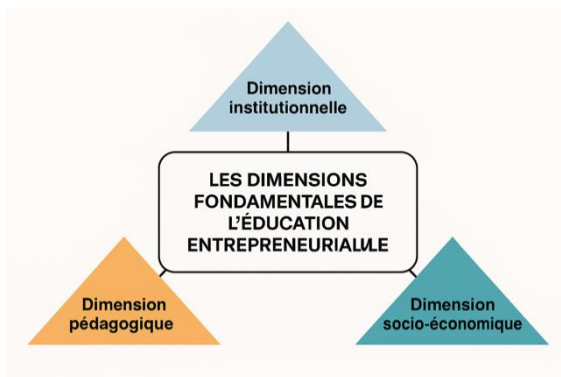 Dimension
institutionnelle
LES DIMENSIONS
FONDAMENTALES DE
L'ÉDUCATION
ENTREPRENEURIALULE
Dimension
pédagogique
Dimension
socio-économique